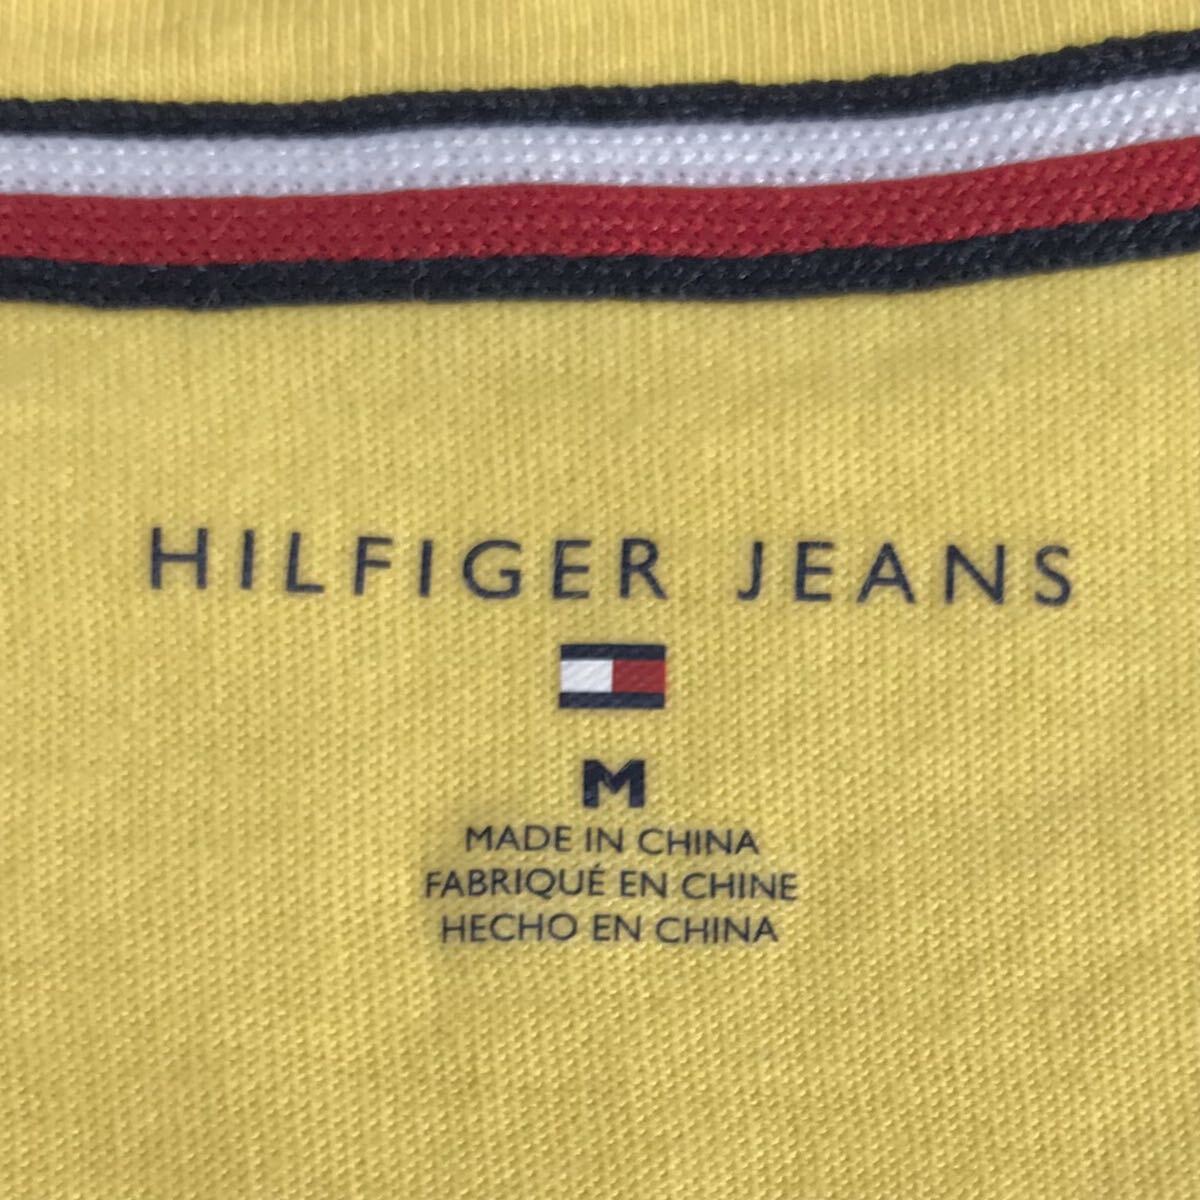 HILFIGER JEANS
M
MADE IN CHINA
FABRIQUÉ EN CHINE
HECHO EN CHINA